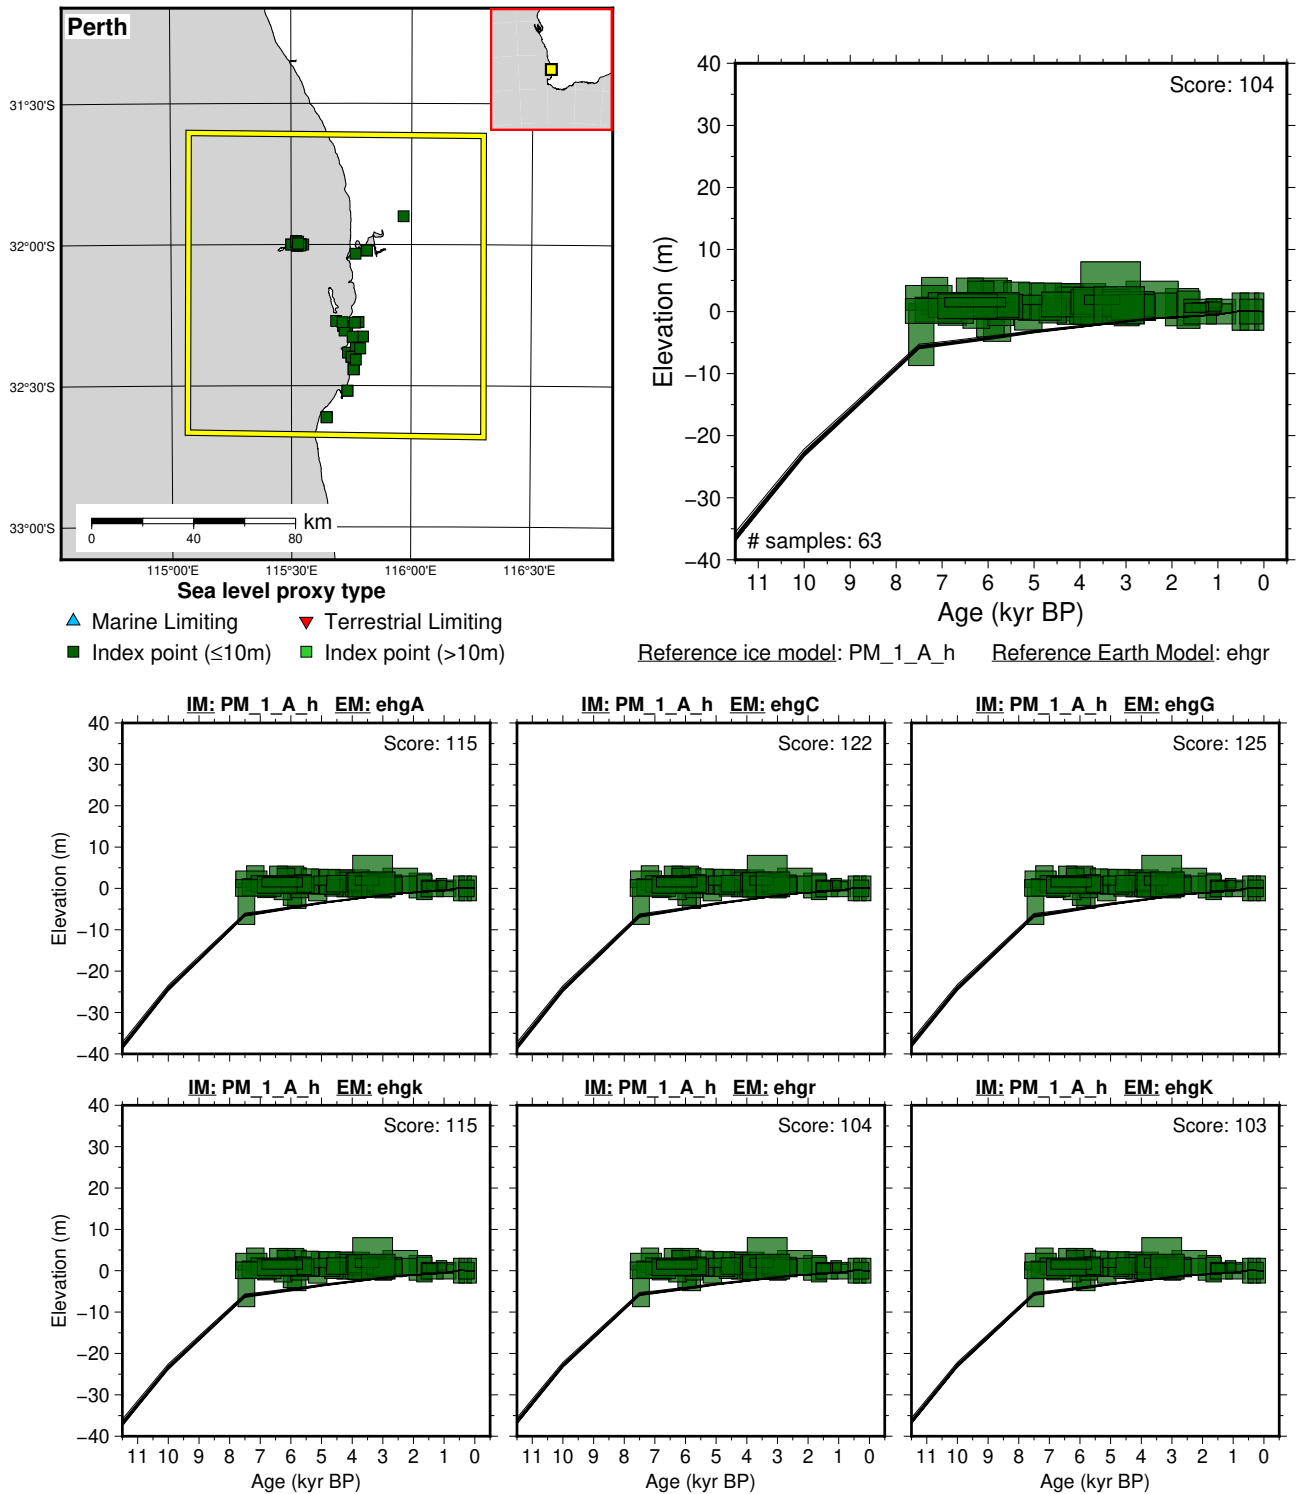 Perth
31°30'S
32°00'S
32°30'S
33°00'S
km
0 40 80
115°00'E 115°30'E 116°00'E 116°30'E
Sea level proxy type
Marine Limiting Terrestrial Limiting
Index point (≤10m) Index point (>10m)
Score: 104
40
30
20
10
0
−10
−20
−30
−40
Elevation (m)
# samples: 63
11 10 9 8 7 6 5 4 3 2 1 0
Age (kyr BP)
Reference ice model: PM_1_A_h Reference Earth Model: ehgr
IM: PM_1_A_h EM: ehgA
Score: 115
40
30
20
10
0
−10
−20
−30
−40
Elevation (m)
IM: PM_1_A_h EM: ehgC
Score: 122
IM: PM_1_A_h EM: ehgG
Score: 125
IM: PM_1_A_h EM: ehgk
Score: 115
40
30
20
10
0
−10
−20
−30
−40
Elevation (m)
11 10 9 8 7 6 5 4 3 2 1 0
Age (kyr BP)
IM: PM_1_A_h EM: ehgr
Score: 104
11 10 9 8 7 6 5 4 3 2 1 0
Age (kyr BP)
IM: PM_1_A_h EM: ehgK
Score: 103
11 10 9 8 7 6 5 4 3 2 1 0
Age (kyr BP)